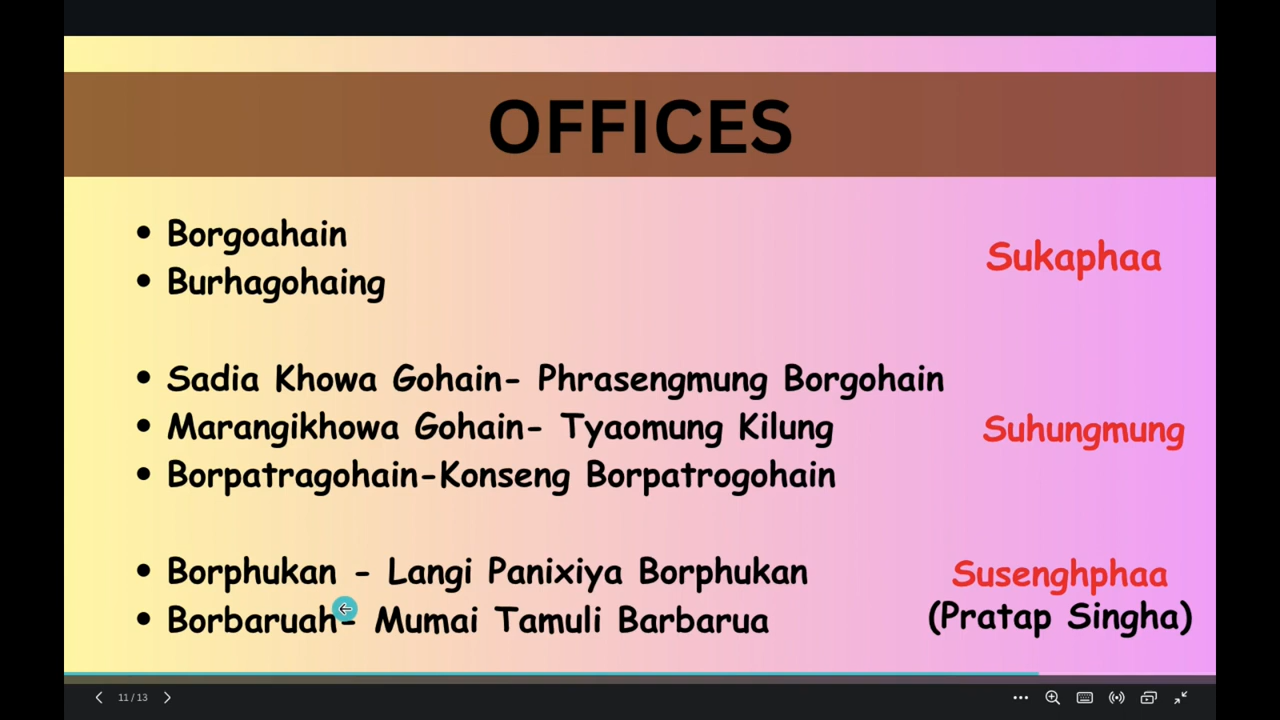 OFFICES
• Borgoahain
• Burhagohaing
Sukaphaa
• Sadia Khowa Gohain- Phrasengmung Borgohain
• Marangikhowa Gohain- Tyaomung Kilung
• Borpatragohain-Konseng Borpatrogohain
Suhungmung
• Borphukan - Langi Panixiya Borphukan
• Borbaruah- Mumai Tamuli Barbarua
Susenghphaa
(Pratap Singha)
11 / 13